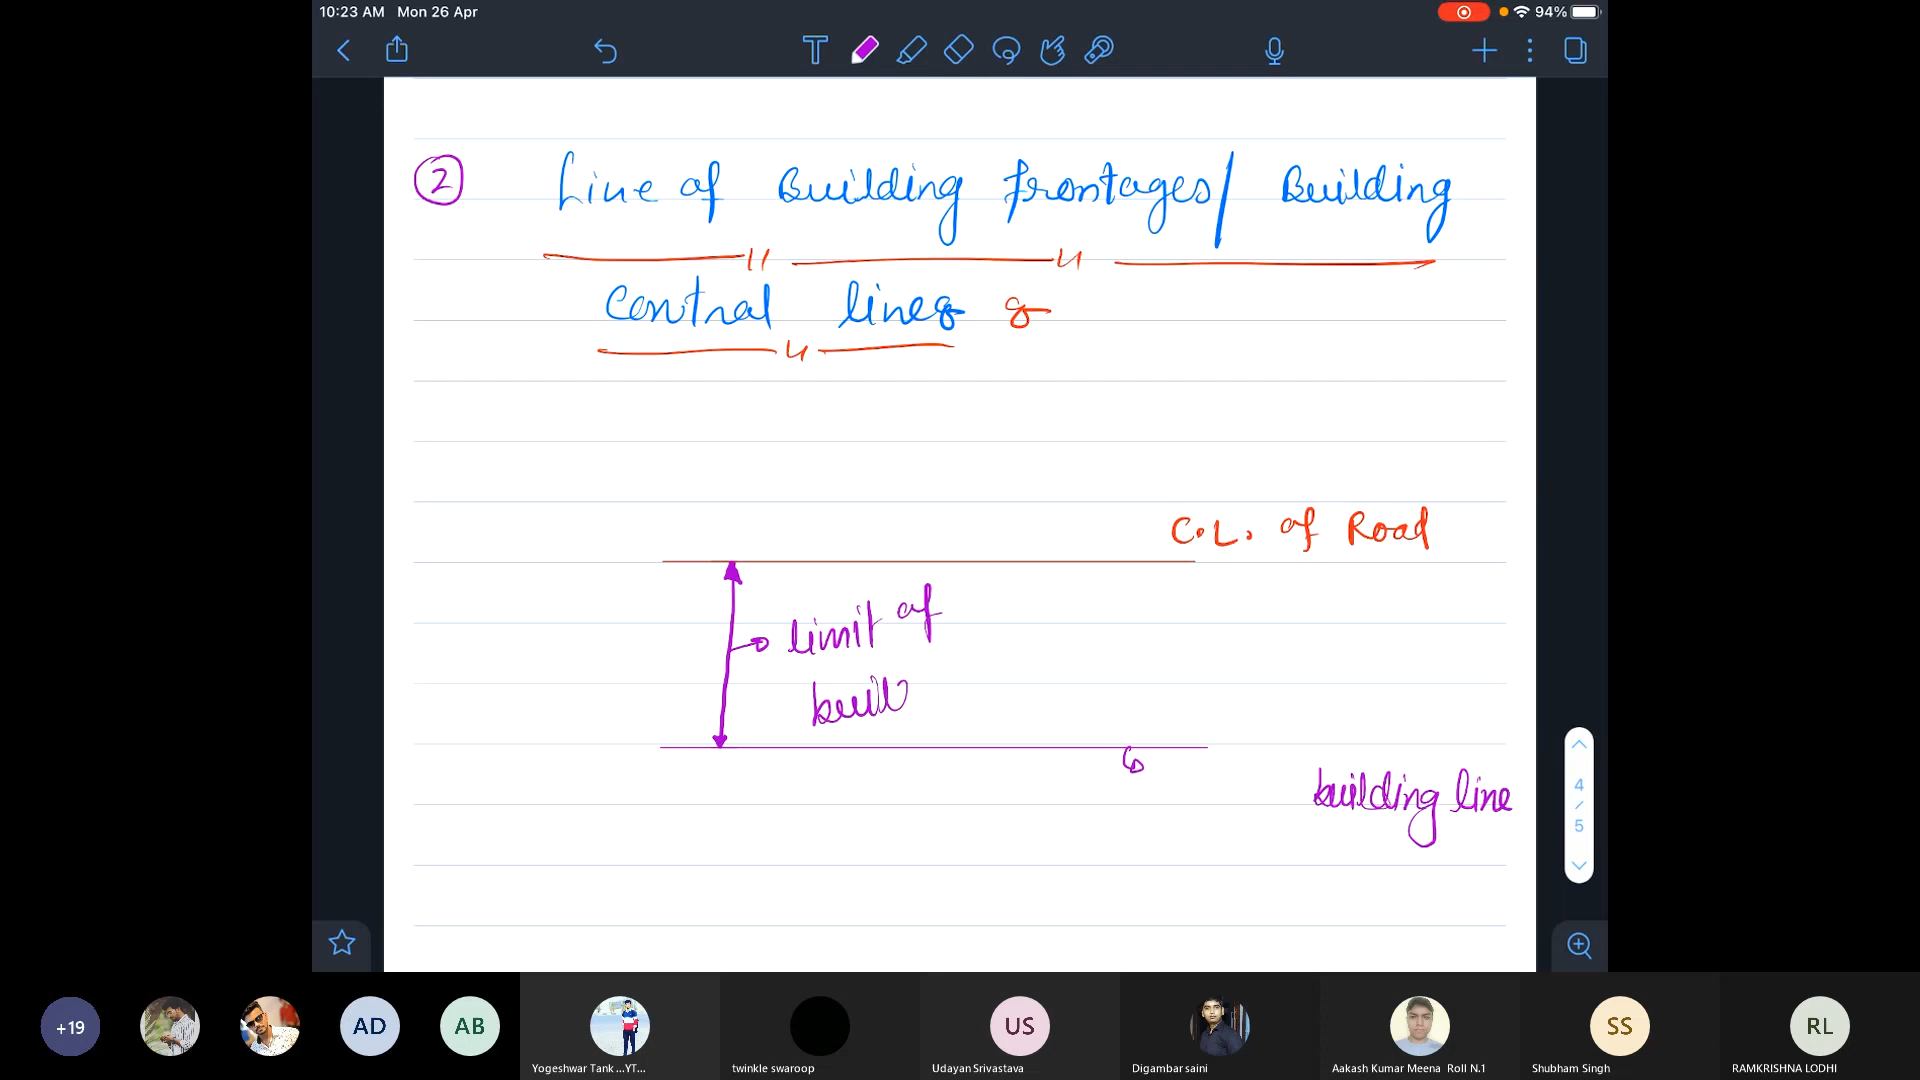 10:23 AM Mon 26 Apr
94%
2 Line of Building frontages/ Building
Control lines
C.L. of Road
limit of
buil
building line
4
/
5
+19
AD
AB
US
SS
RL
Yogeshwar Tank ...YT...
twinkle swaroop
Udayan Srivastava
Digambar saini
Aakash Kumar Meena Roll N.1
Shubham Singh
RAMKRISHNA LODHI